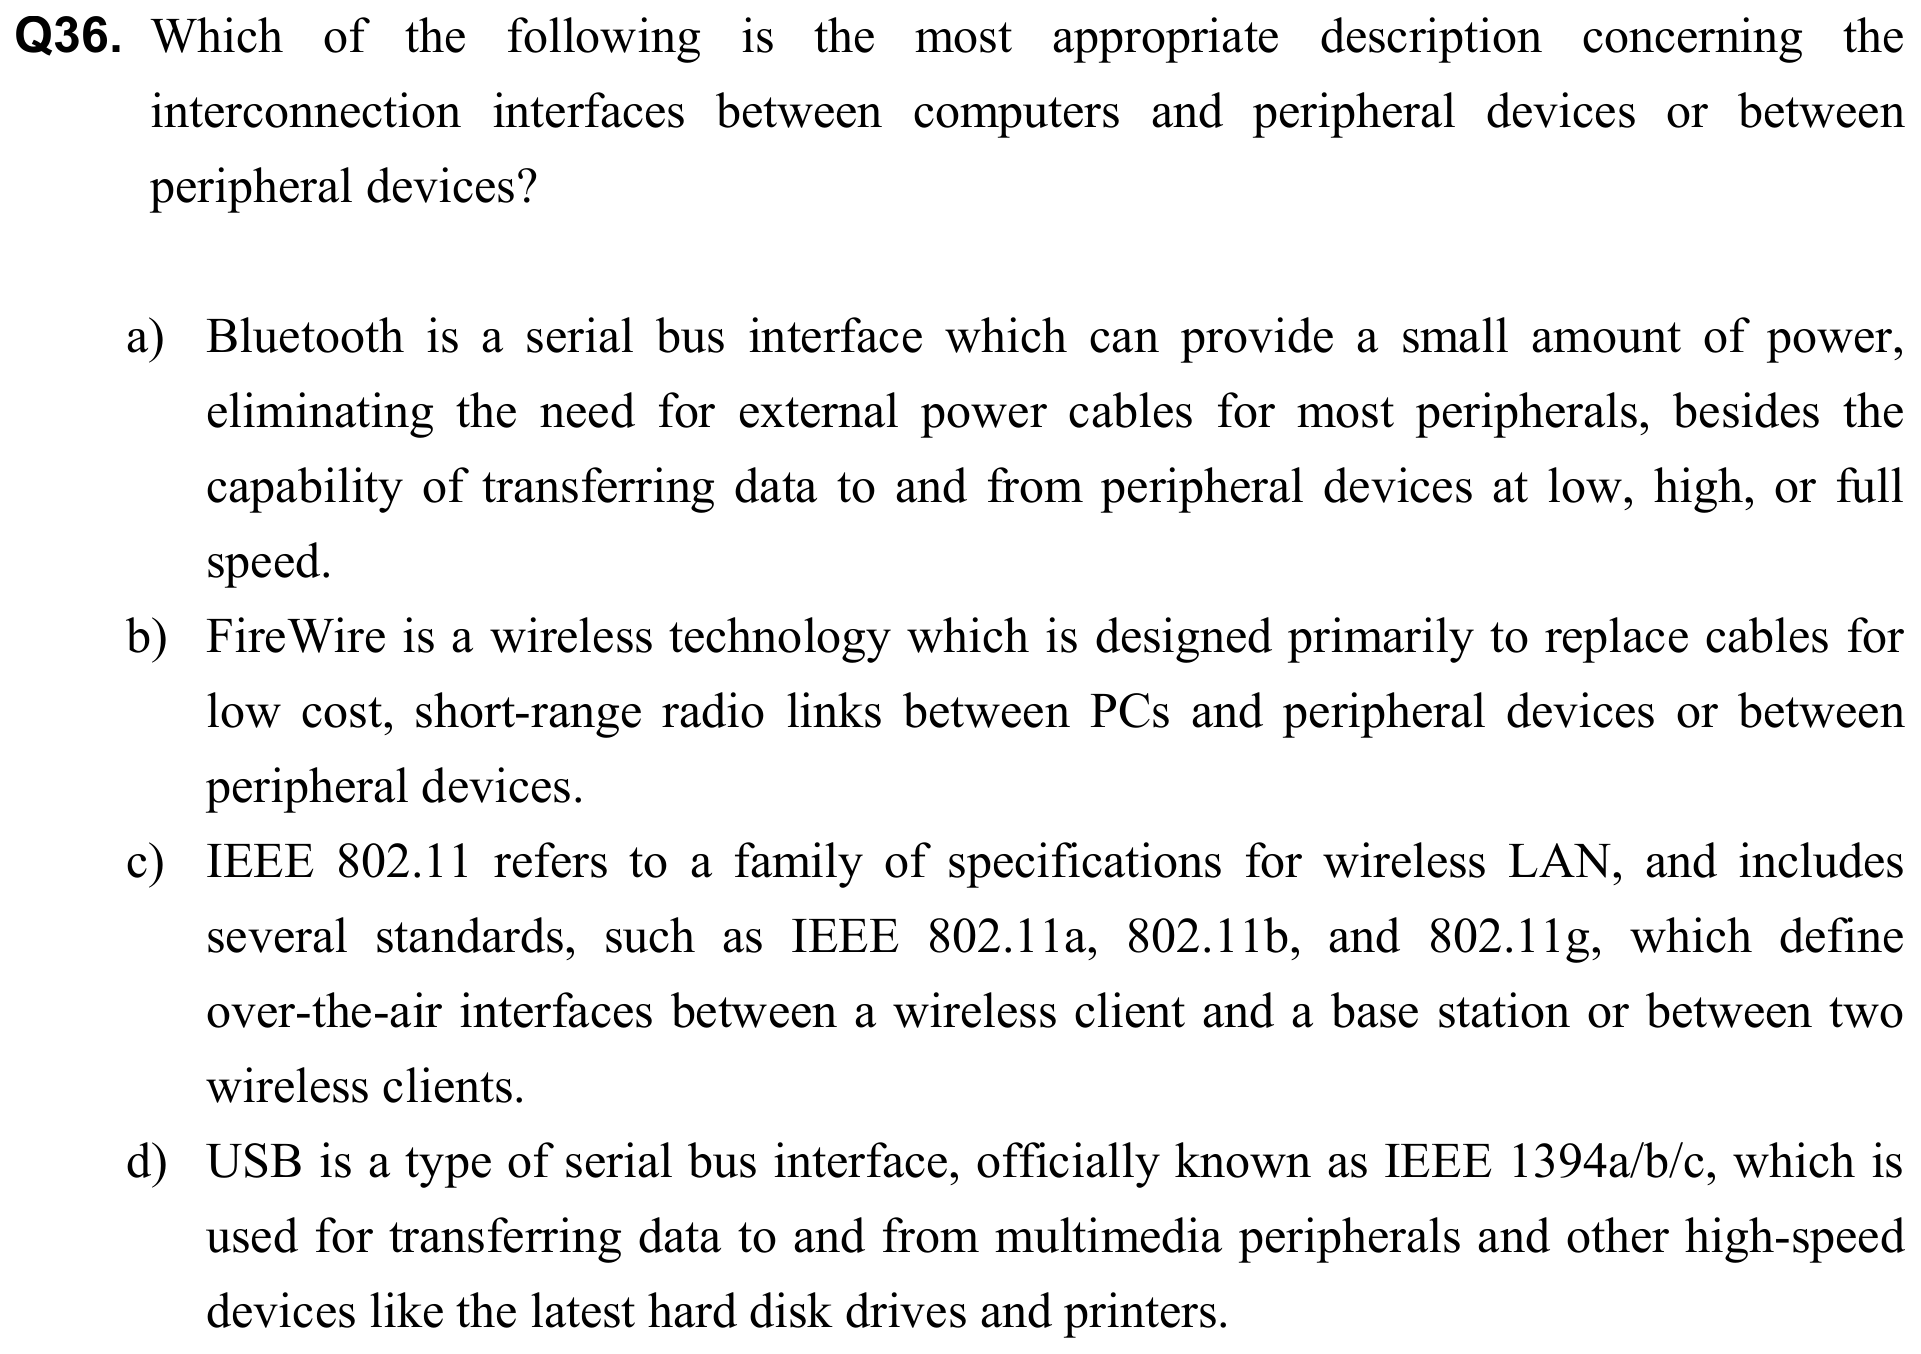 Q36. Which of the following is the most appropriate description concerning the
interconnection interfaces between computers and peripheral devices or between
peripheral devices?
a) Bluetooth is a serial bus interface which can provide a small amount of power,
eliminating the need for external power cables for most peripherals, besides the
capability of transferring data to and from peripheral devices at low, high, or full
speed.
b) FireWire is a wireless technology which is designed primarily to replace cables for
low cost, short-range radio links between PCs and peripheral devices or between
peripheral devices.
c) IEEE 802.11 refers to a family of specifications for wireless LAN, and includes
several standards, such as IEEE 802.11a, 802.11b, and 802.11g, which define
over-the-air interfaces between a wireless client and a base station or between two
wireless clients.
d) USB is a type of serial bus interface, officially known as IEEE 1394a/b/c, which is
used for transferring data to and from multimedia peripherals and other high-speed
devices like the latest hard disk drives and printers.